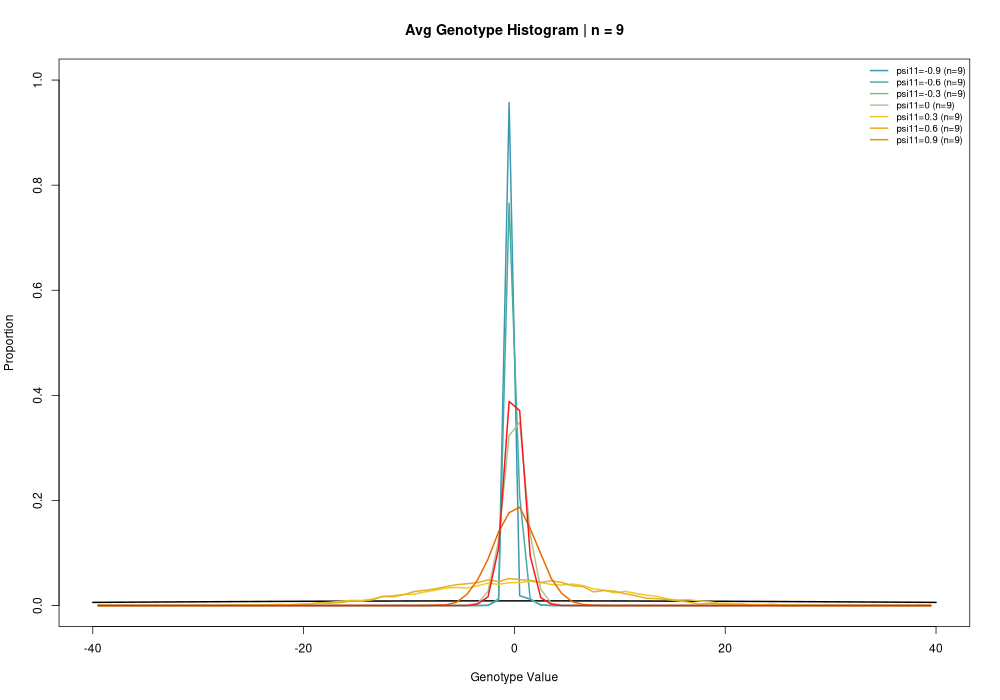 Avg Genotype Histogram | n = 9
psi11=-0.9 (n=9)
psi11=-0.6 (n=9)
psi11=-0.3 (n=9)
psi11=0 (n=9)
psi11=0.3 (n=9)
psi11=0.6 (n=9)
psi11=0.9 (n=9)
Proportion
1.0
0.8
0.6
0.4
0.2
0.0
-40 -20 0 20 40
Genotype Value